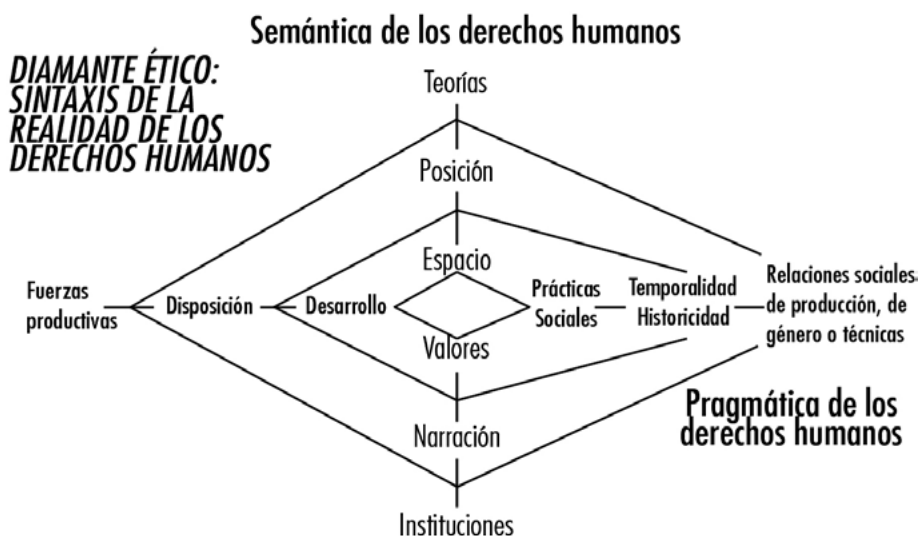 Semántica de los derechos humanos
DIAMANTE ÉTICO:
SINTAXIS DE LA
REALIDAD DE LOS
DERECHOS HUMANOS
Teorías
Posición
Espacio
Fuerzas
productivas
Disposición
Desarrollo
Prácticas
Sociales
Temporalidad
Historicidad
Relaciones sociales
de producción, de
género o técnicas
Valores
Narración
Instituciones
Pragmática de los
derechos humanos